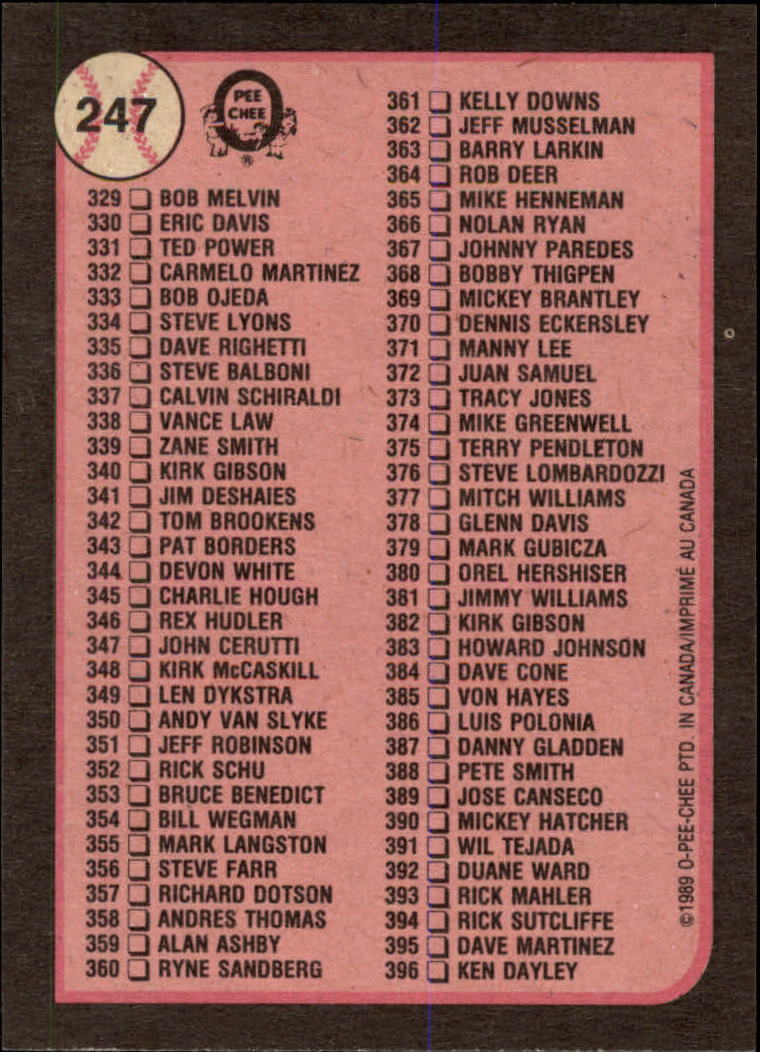 247
PEE
CHEE
®
329 BOB MELVIN
330 ERIC DAVIS
331 TED POWER
332 CARMELO MARTINEZ
333 BOB OJEDA
334 STEVE LYONS
335 DAVE RIGHETTI
336 STEVE BALBONI
337 CALVIN SCHIRALDI
338 VANCE LAW
339 ZANE SMITH
340 KIRK GIBSON
341 JIM DESHAIES
342 TOM BROOKENS
343 PAT BORDERS
344 DEVON WHITE
345 CHARLIE HOUGH
346 REX HUDLER
347 JOHN CERUTTI
348 KIRK McCASKILL
349 LEN DYKSTRA
350 ANDY VAN SLYKE
351 JEFF ROBINSON
352 RICK SCHU
353 BRUCE BENEDICT
354 BILL WEGMAN
355 MARK LANGSTON
356 STEVE FARR
357 RICHARD DOTSON
358 ANDRES THOMAS
359 ALAN ASHBY
360 RYNE SANDBERG
361 KELLY DOWNS
362 JEFF MUSSELMAN
363 BARRY LARKIN
364 ROB DEER
365 MIKE HENNEMAN
366 NOLAN RYAN
367 JOHNNY PAREDES
368 BOBBY THIGPEN
369 MICKEY BRANTLEY
370 DENNIS ECKERSLEY
371 MANNY LEE
372 JUAN SAMUEL
373 TRACY JONES
374 MIKE GREENWELL
375 TERRY PENDLETON
376 STEVE LOMBARDOZZI
377 MITCH WILLIAMS
378 GLENN DAVIS
379 MARK GUBICZA
380 OREL HERSHISER
381 JIMMY WILLIAMS
382 KIRK GIBSON
383 HOWARD JOHNSON
384 DAVE CONE
385 VON HAYES
386 LUIS POLONIA
387 DANNY GLADDEN
388 PETE SMITH
389 JOSE CANSECO
390 MICKEY HATCHER
391 WIL TEJADA
392 DUANE WARD
393 RICK MAHLER
394 RICK SUTCLIFFE
395 DAVE MARTINEZ
396 KEN DAYLEY
©1989 O-PEE-CHEE PTD. IN CANADA/IMPRIMÉ AU CANADA